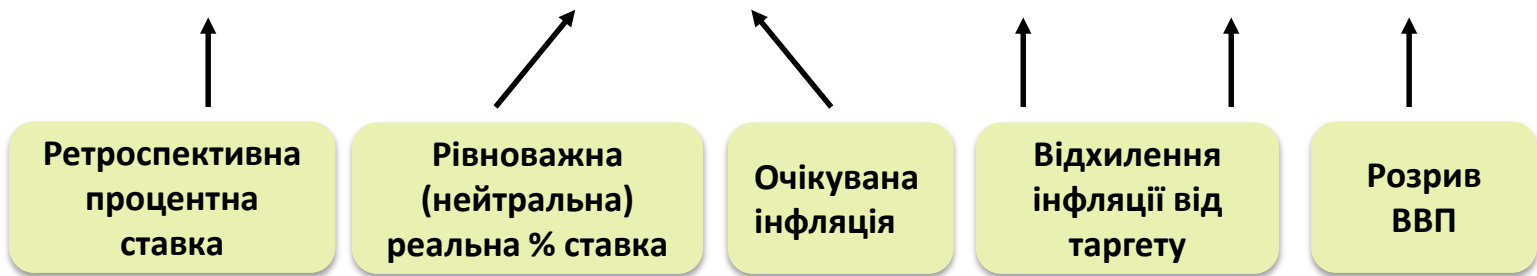 Ретроспективна
процентна
ставка
Рівноважна
(нейтральна)
реальна % ставка
Очікувана
інфляція
Відхилення
інфляції від
таргету
Розрив
ВВП